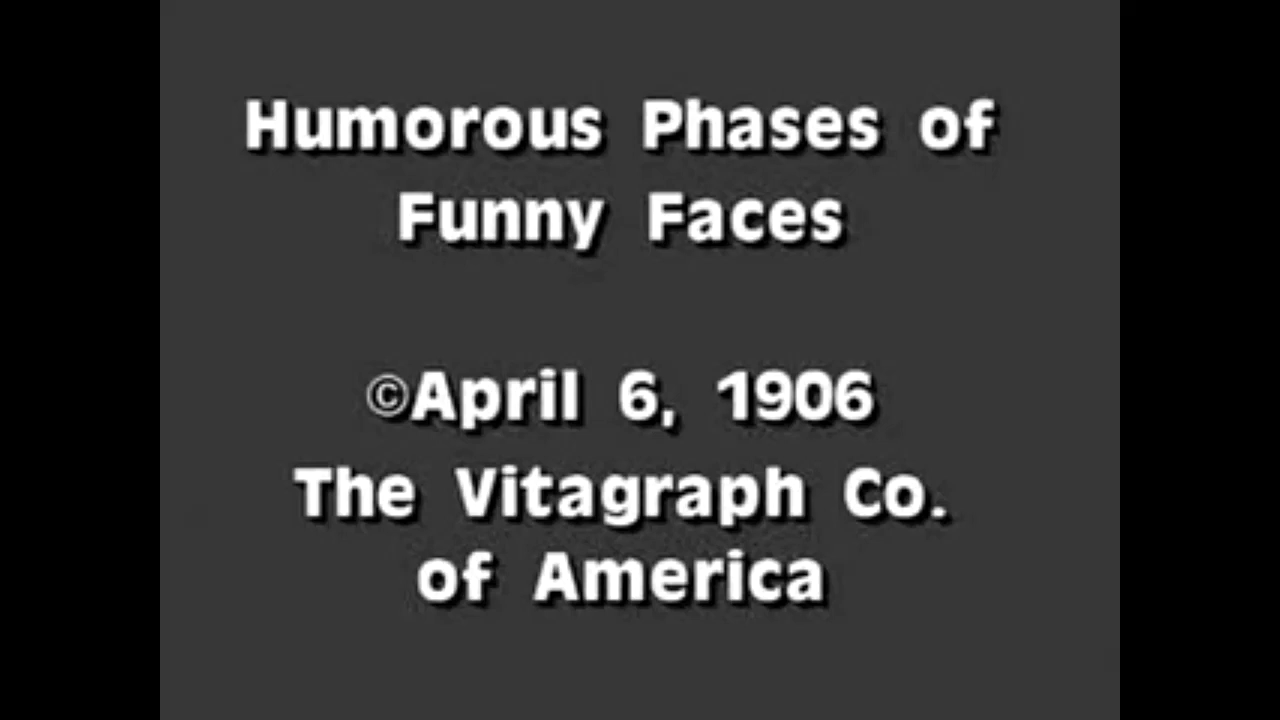 Humorous Phases of
Funny Faces
©April 6, 1906
The Vitagraph Co.
of America